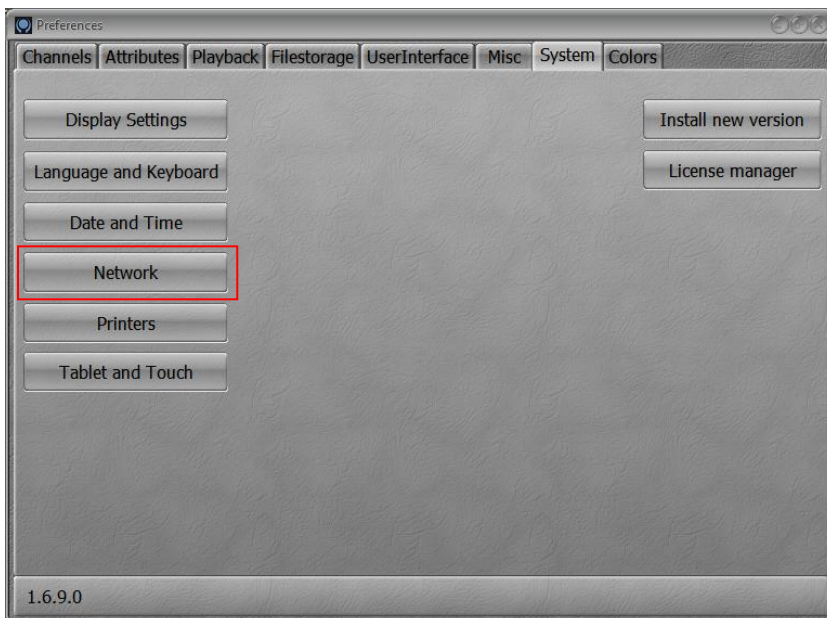 Preferences
Channels Attributes Playback Filestorage UserInterface Misc System Colors
Display Settings
Install new version
Language and Keyboard
License manager
Date and Time
Network
Printers
Tablet and Touch
1.6.9.0